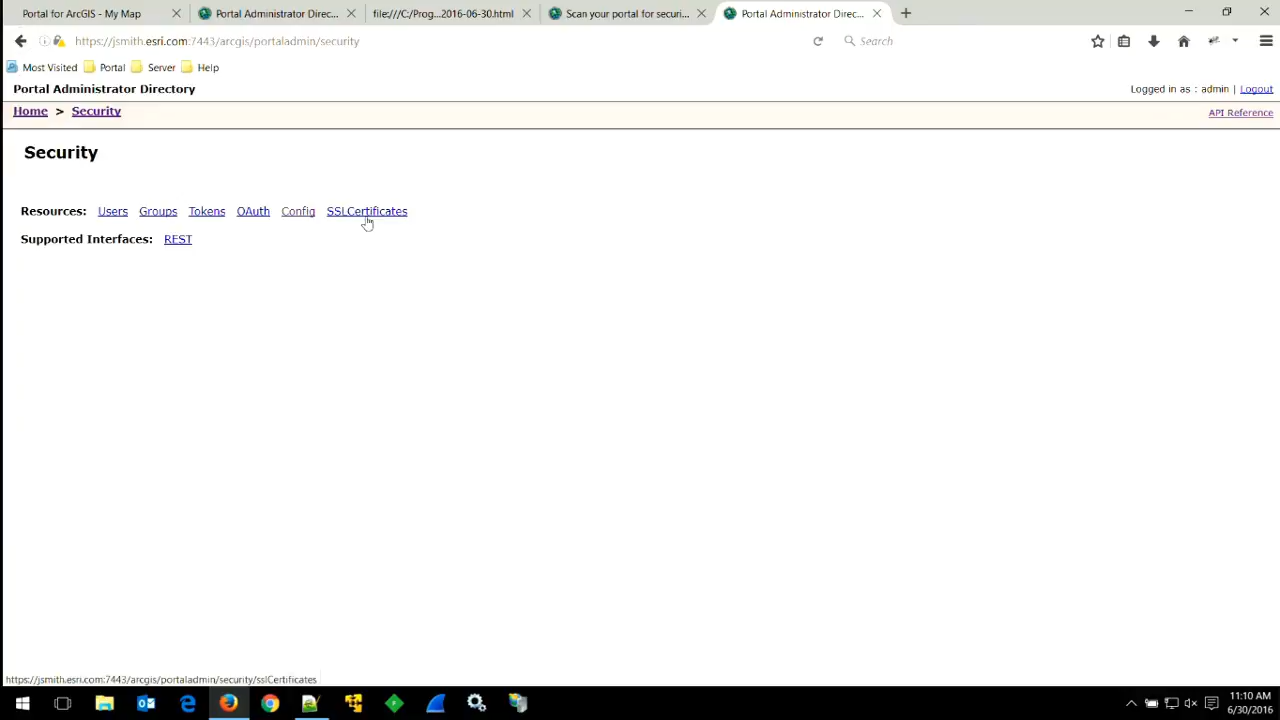 Portal for ArcGIS - My Map
Portal Administrator Direc...
file:///C:/Prog...2016-06-30.html
Scan your portal for securi...
Portal Administrator Direc...
https://jsmith.esri.com:7443/arcgis/portaladmin/security
Search
Most Visited Portal Server Help
Portal Administrator Directory
Logged in as : admin | Logout
Home > Security
API Reference
Security
Resources: Users Groups Tokens OAuth Config SSLCertificates
Supported Interfaces: REST
https://jsmith.esri.com:7443/arcgis/portaladmin/security/sslCertificates
11:10 AM
6/30/2016